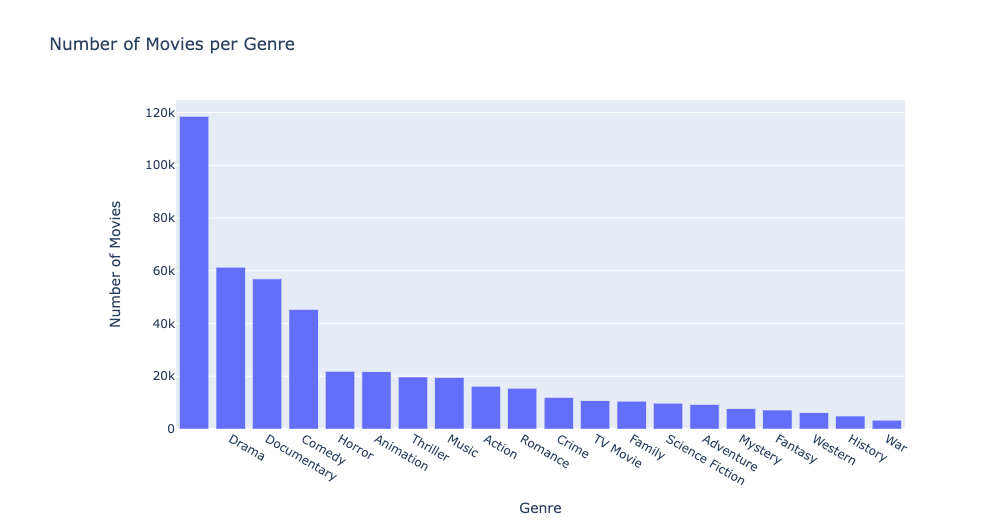 Number of Movies per Genre
120k
100k
80k
60k
40k
20k
0
Number of Movies
Drama
Documentary
Comedy
Horror
Animation
Thriller
Music
Action
Romance
Crime
TV Movie
Family
Science Fiction
Adventure
Mystery
Fantasy
Western
History
War
Genre